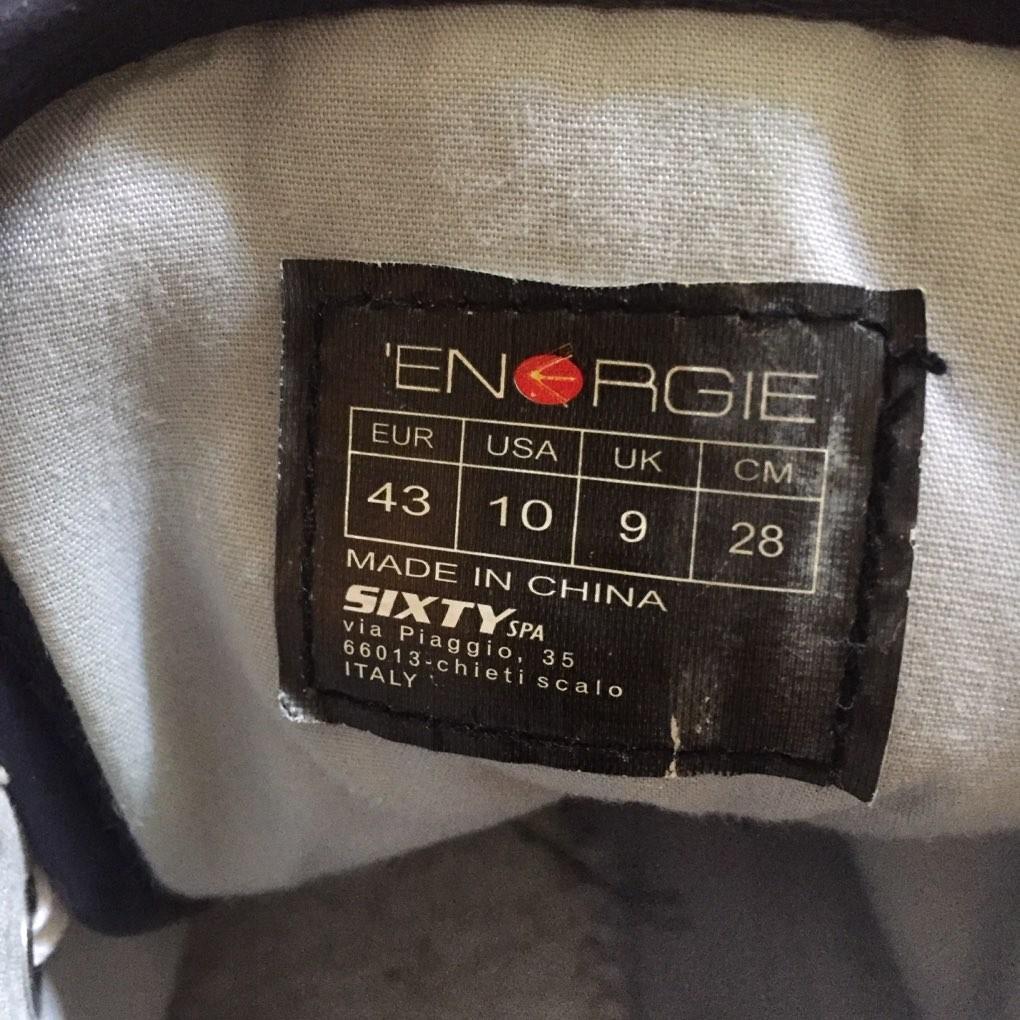 'ENERGIE
EUR USA UK CM
43 10 9 28
MADE IN CHINA
SIXTY SPA
via Piaggio, 35
66013-chieti scalo
ITALY